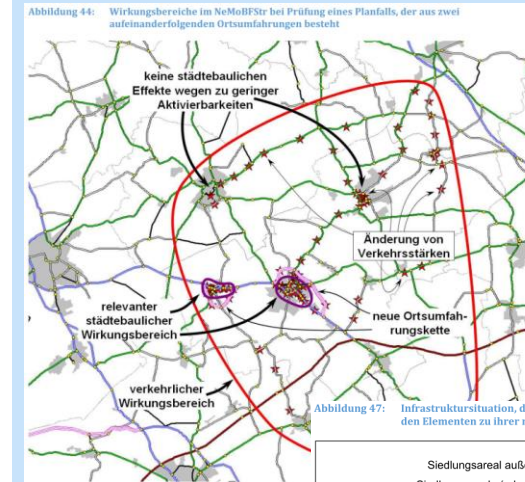 Abbildung 44: Wirkungsbereiche im NeMoBFStr bei Prüfung eines Planfalls, der aus zwei
aufeinanderfolgenden Ortsumfahrungen besteht
keine städtebaulichen
Effekte wegen zu geringer
Aktivierbarkeiten
Änderung von
Verkehrsstärken
relevanter
städtebaulicher
Wirkungsbereich
neue Ortsumfah-
rungskette
verkehrlicher
Wirkungsbereich
Abbildung 47: Infrastruktursituation, d
den Elementen zu ihrer
Siedlungsareal auß